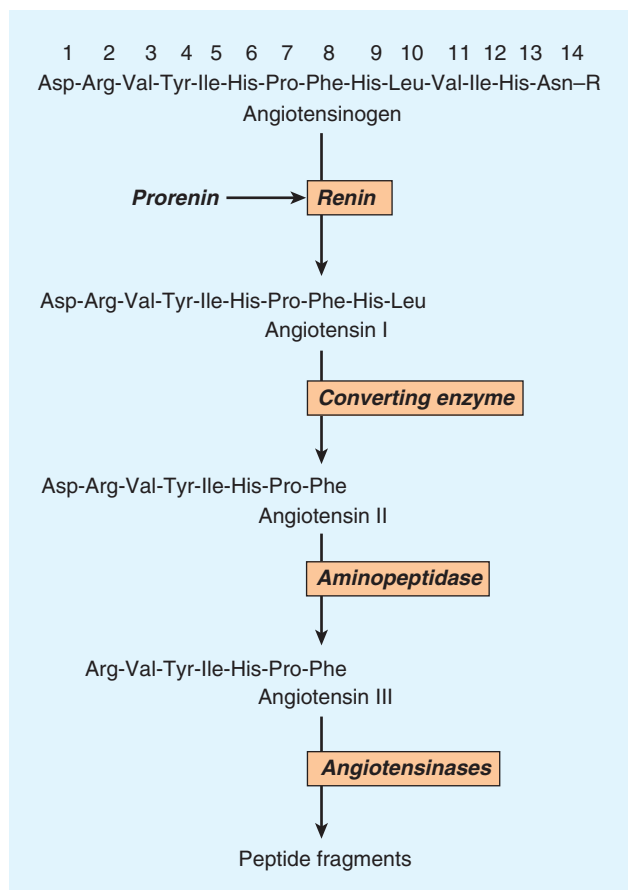 1 2 3 4 5 6 7 8 9 10 11 12 13 14
Asp-Arg-Val-Tyr-Ile-His-Pro-Phe-His-Leu-Val-Ile-His-Asn–R
Angiotensinogen
Prorenin Renin
Asp-Arg-Val-Tyr-Ile-His-Pro-Phe-His-Leu
Angiotensin I
Converting enzyme
Asp-Arg-Val-Tyr-Ile-His-Pro-Phe
Angiotensin II
Aminopeptidase
Arg-Val-Tyr-Ile-His-Pro-Phe
Angiotensin III
Angiotensinases
Peptide fragments